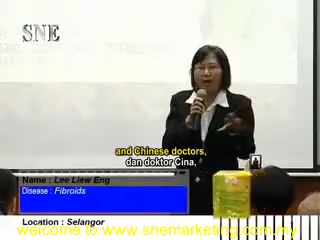 SNE
and Chinese doctors,
dan doktor Cina,
Name : Lee Liew Eng
Disease : Fibroids
Location : Selangor
welcome to www.snemarketing.com.my